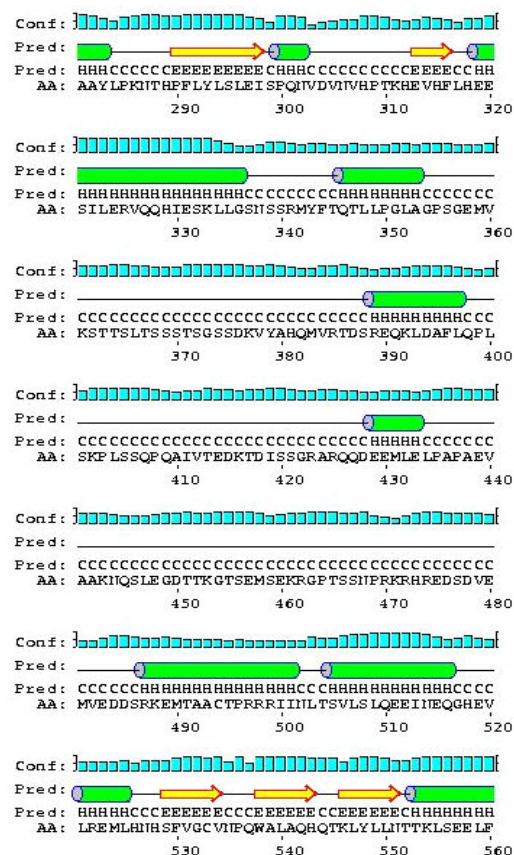 Conf:
Pred:
Pred: HHHCCCCCCEEEEEEEEECHHHCCCCCCCCCCEEEECCHH
AA: AAYLPKNTHPFLYLSLEISPQNVDVNVHPTKHEVHFLHEE
290 300 310 320
Conf:
Pred:
Pred: HHHHHHHHHHHHHHHHCCCCCCCCCHHHHHHHHCCCCCCC
AA: SILERVQQHIESKLLGSNSSRMYFTQTLLPGLAGPSGEMV
330 340 350 360
Conf:
Pred:
Pred: CCCCCCCCCCCCCCCCCCCCCCCCCCCCHHHHHHHHHCCC
AA: KSTTSLTSSSTSGSSDKVYAHQMVRTDSREQKLDAFLQPL
370 380 390 400
Conf:
Pred:
Pred: CCCCCCCCCCCCCCCCCCCCCCCCCCCCHHHHHCCCCCCC
AA: SKPLSSQPQAIVTEDKTDISSGRARQQDEEMLELPAPAEV
410 420 430 440
Conf:
Pred:
Pred: CCCCCCCCCCCCCCCCCCCCCCCCCCCCCCCCCCCCCCCC
AA: AAKNQSLEGDTTKGTSEMSEKRGPTSSNPRKRHREDSDVE
450 460 470 480
Conf:
Pred:
Pred: CCCCCCHHHHHHHHHHHHHHHCCCHHHHHHHHHHHHCCCC
AA: MVEDDSRKEMTAACTPRRRIINLTSVLSLQEEINEQGHEV
490 500 510 520
Conf:
Pred:
Pred: HHHHHCCCEEEEEECCCEEEEEECCEEEEEECHHHHHHHH
AA: LREMLHNHSFVGCVNPQWALAQHQTKLYLLNTTKLSEELF
530 540 550 560